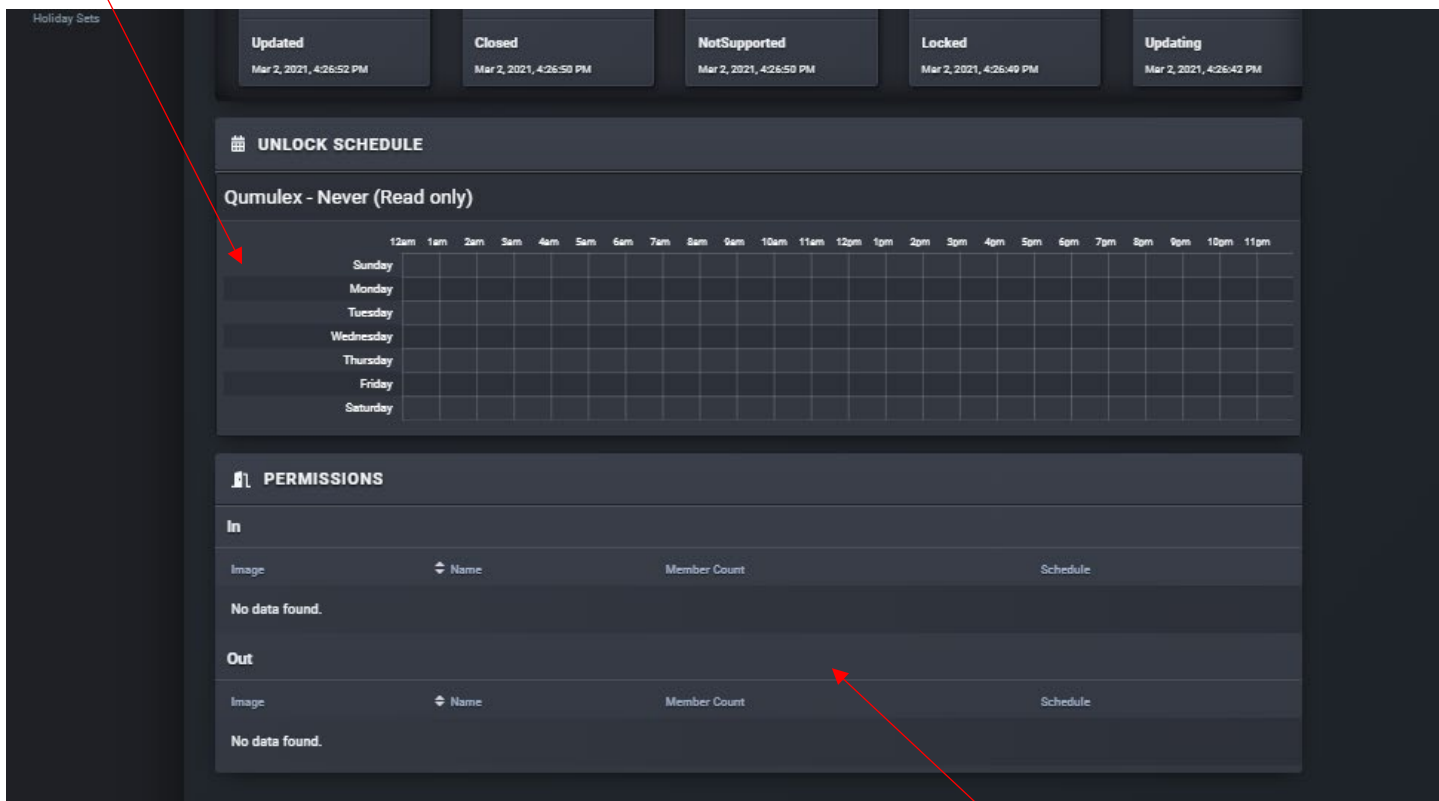 Holiday Sets
Updated Closed NotSupported Locked Updating
Mar 2, 2021, 4:26:52 PM Mar 2, 2021, 4:26:50 PM Mar 2, 2021, 4:26:50 PM Mar 2, 2021, 4:26:49 PM Mar 2, 2021, 4:26:42 PM
UNLOCK SCHEDULE
Qumulex - Never (Read only)
12am 1am 2am 3am 4am 5am 6am 7am 8am 9am 10am 11am 12pm 1pm 2pm 3pm 4pm 5pm 6pm 7pm 8pm 9pm 10pm 11pm
Sunday
Monday
Tuesday
Wednesday
Thursday
Friday
Saturday
PERMISSIONS
In
Image Name Member Count Schedule
No data found.
Out
Image Name Member Count Schedule
No data found.